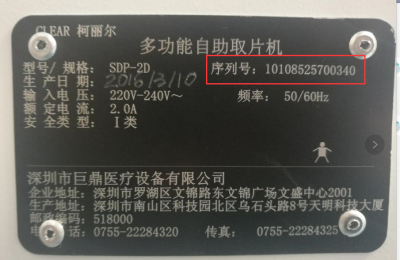 CLEAR 柯丽尔
多功能自助取片机
型号/规格: SDP-2D 序列号: 10108525700340
生产日期: 2016/3/10
输入电压: 220V-240V～ 频率: 50/60Hz
额定电流: 2.0A
安全类型: I类
深圳市巨鼎医疗设备有限公司
企业地址: 深圳市罗湖区文锦路东文锦广场文盛中心2001
生产地址: 深圳市南山区科技园北区乌石头路8号天明科技大厦
邮政编码: 518000
电 话: 0755-22284320 传真: 0755-22284325